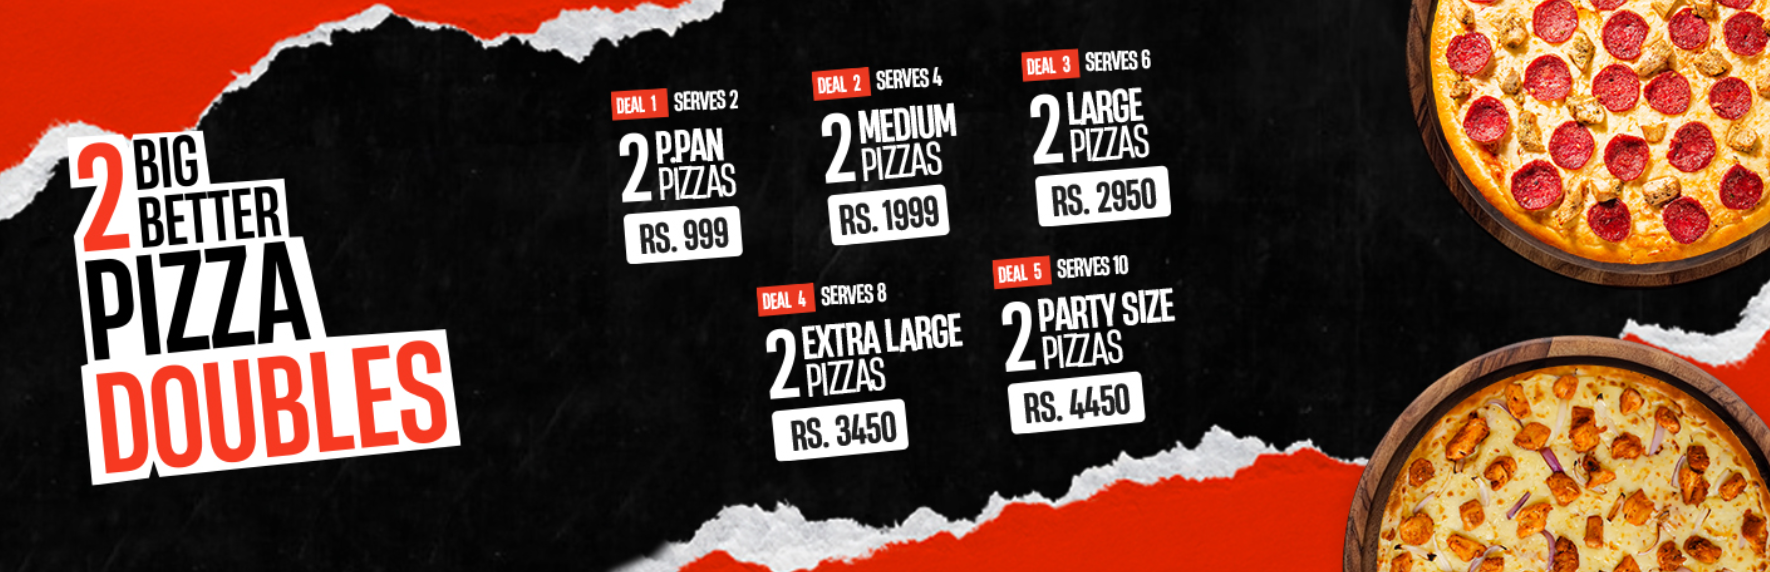 2 BIG
BETTER
PIZZA
DOUBLES
DEAL 1 SERVES 2
2 P.PAN
PIZZAS
RS. 999
DEAL 2 SERVES 4
2 MEDIUM
PIZZAS
RS. 1999
DEAL 3 SERVES 6
2 LARGE
PIZZAS
RS. 2950
DEAL 4 SERVES 8
2 EXTRA LARGE
PIZZAS
RS. 3450
DEAL 5 SERVES 10
2 PARTY SIZE
PIZZAS
RS. 4450